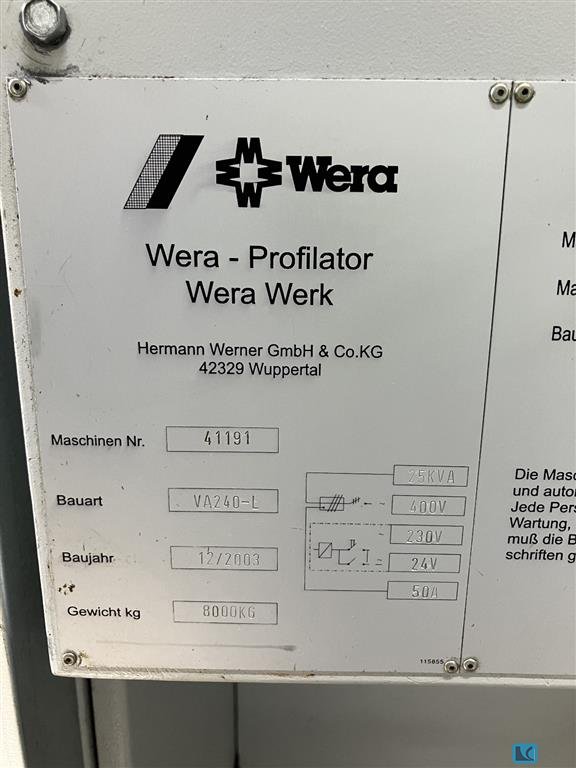 Wera
Wera - Profilator
Wera Werk
Hermann Werner GmbH & Co.KG
42329 Wuppertal
Maschinen Nr. 41191
Bauart VA240-L
Baujahr 12/2003
Gewicht kg 8000KG
25KVA
400V
230V
24V
50A
115855
M
Ma
Bau
Die Masc
und autor
Jede Pers
Wartung,
muß die B
schriften g